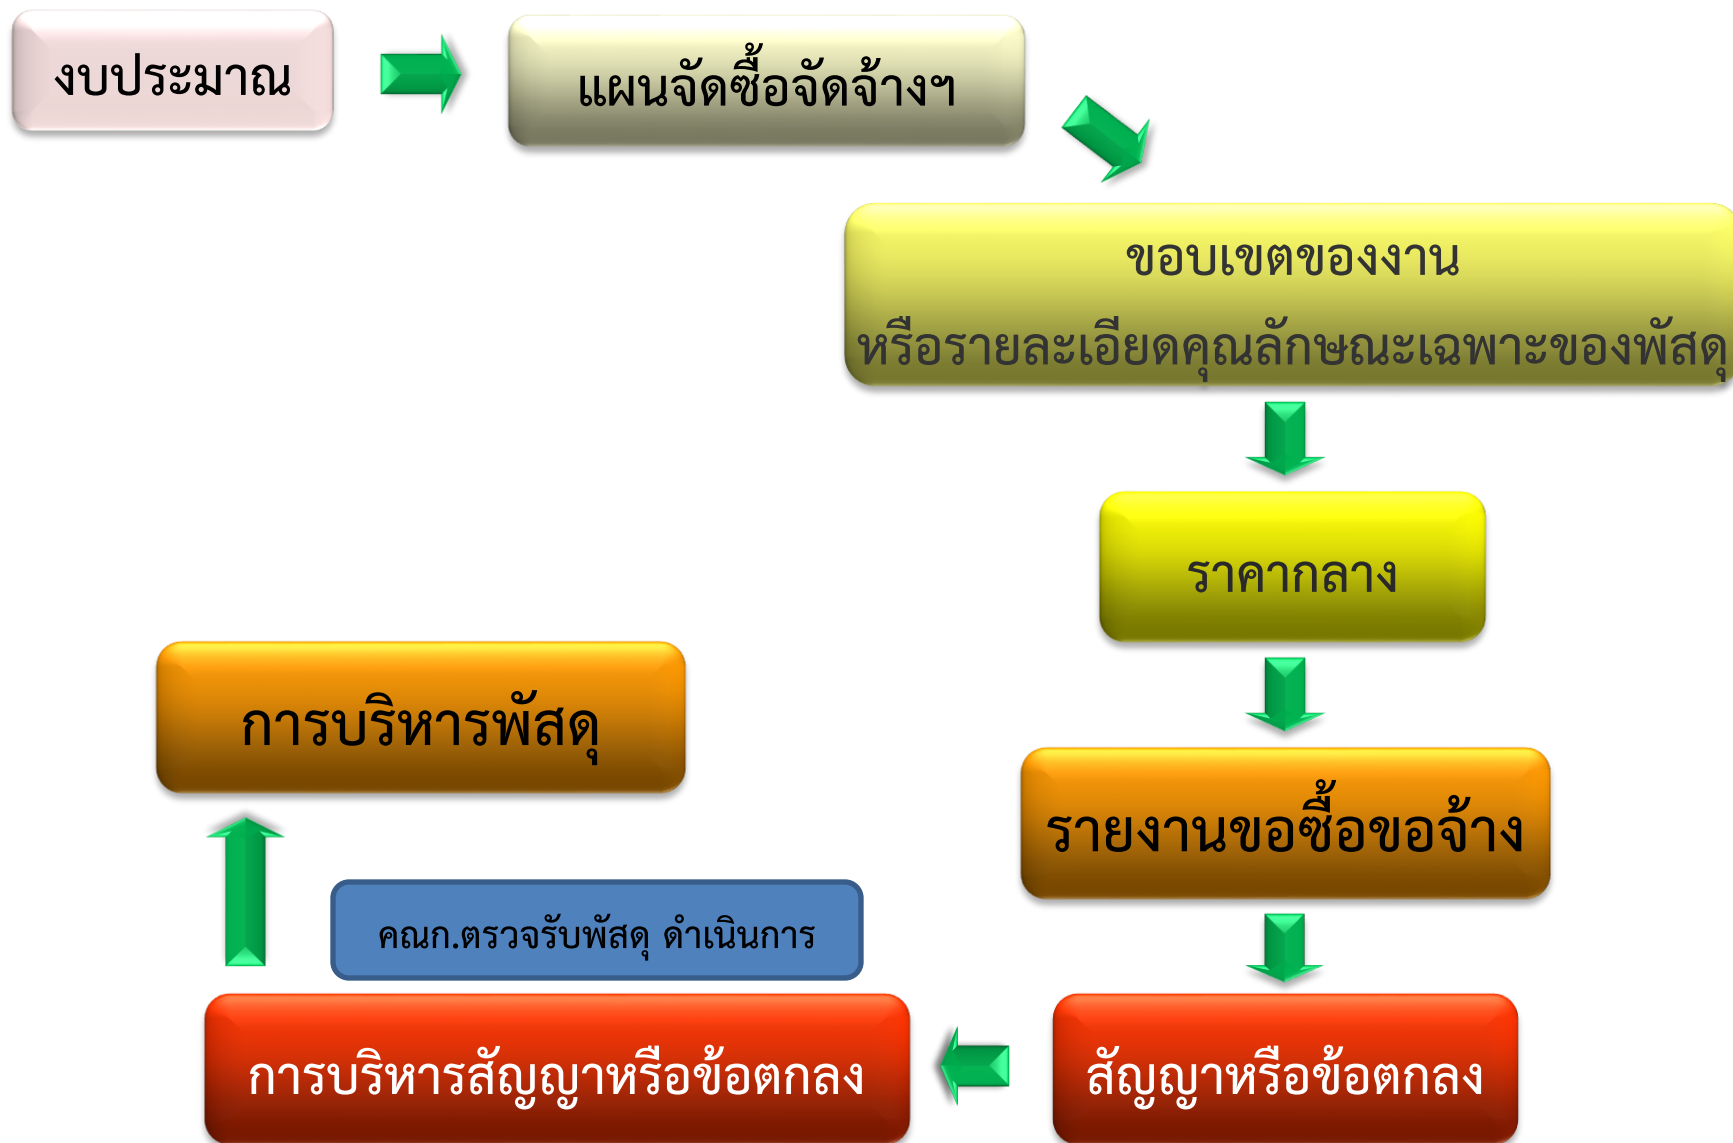 งบประมาณ
แผนจัดซื้อจัดจ้างฯ
ขอบเขตของงาน
หรือรายละเอียดคุณลักษณะเฉพาะของพัสดุ
ราคากลาง
รายงานขอซื้อขอจ้าง
สัญญาหรือข้อตกลง
การบริหารสัญญาหรือข้อตกลง
คณก.ตรวจรับพัสดุ ดำเนินการ
การบริหารพัสดุ